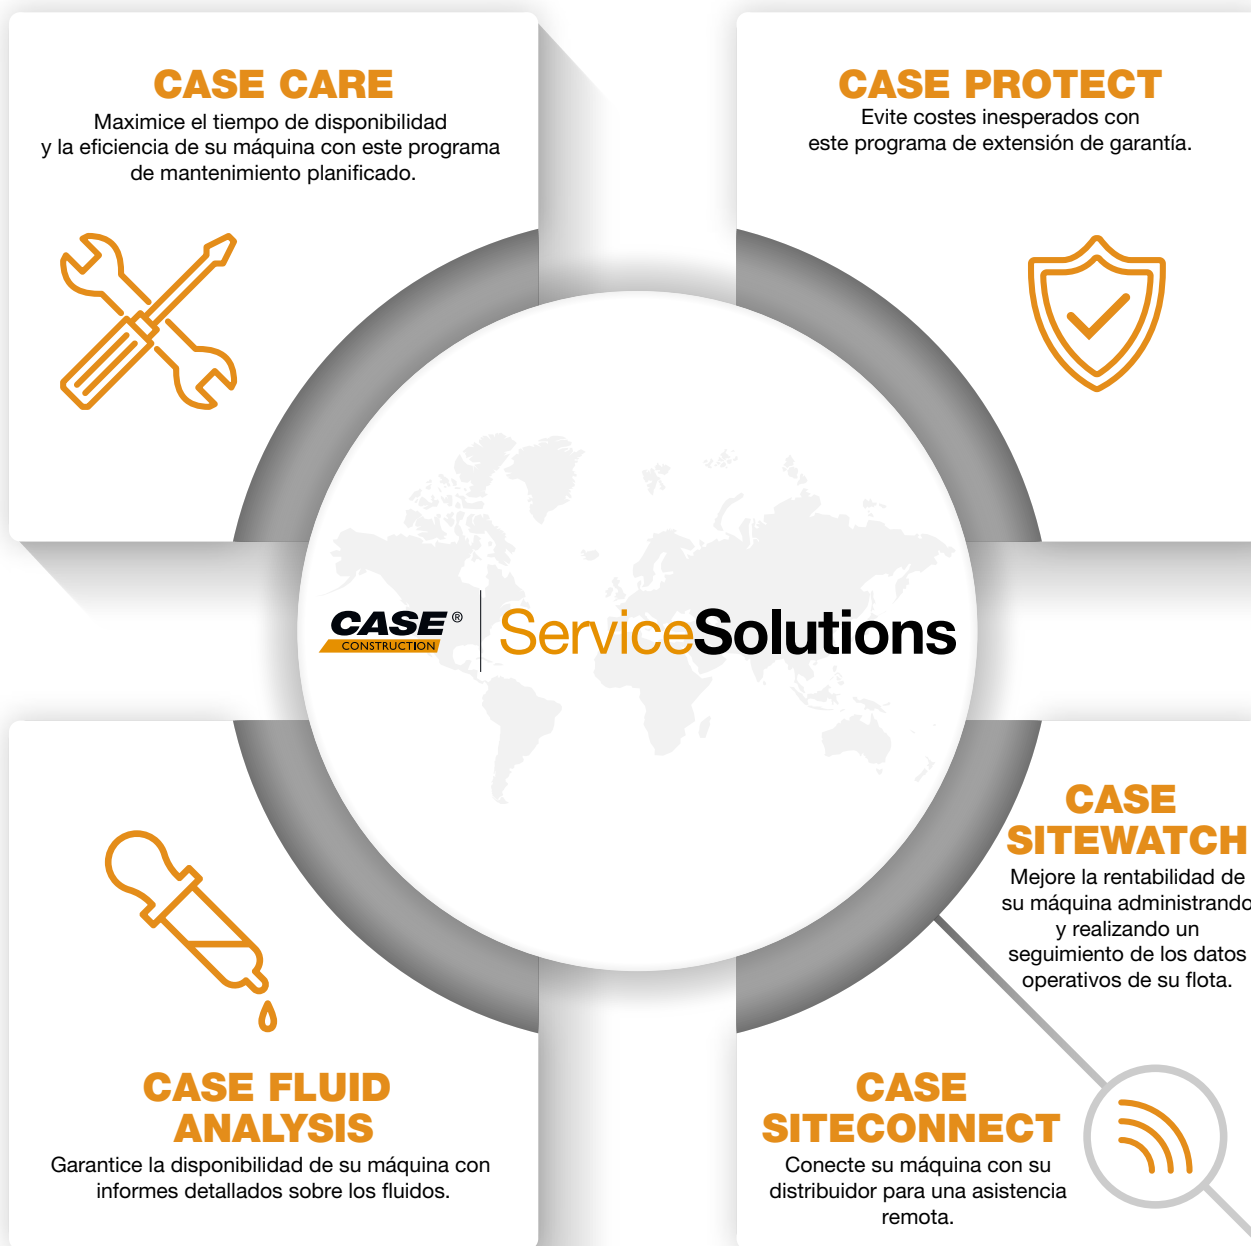 CASE CARE
Maximice el tiempo de disponibilidad
y la eficiencia de su máquina con este programa
de mantenimiento planificado.
CASE PROTECT
Evite costes inesperados con
este programa de extensión de garantía.
CASE ®
CONSTRUCTION
ServiceSolutions
CASE FLUID
ANALYSIS
Garantice la disponibilidad de su máquina con
informes detallados sobre los fluidos.
CASE
SITEWATCH
Mejore la rentabilidad de
su máquina administrando
y realizando un
seguimiento de los datos
operativos de su flota.
CASE
SITECONNECT
Conecte su máquina con su
distribuidor para una asistencia
remota.